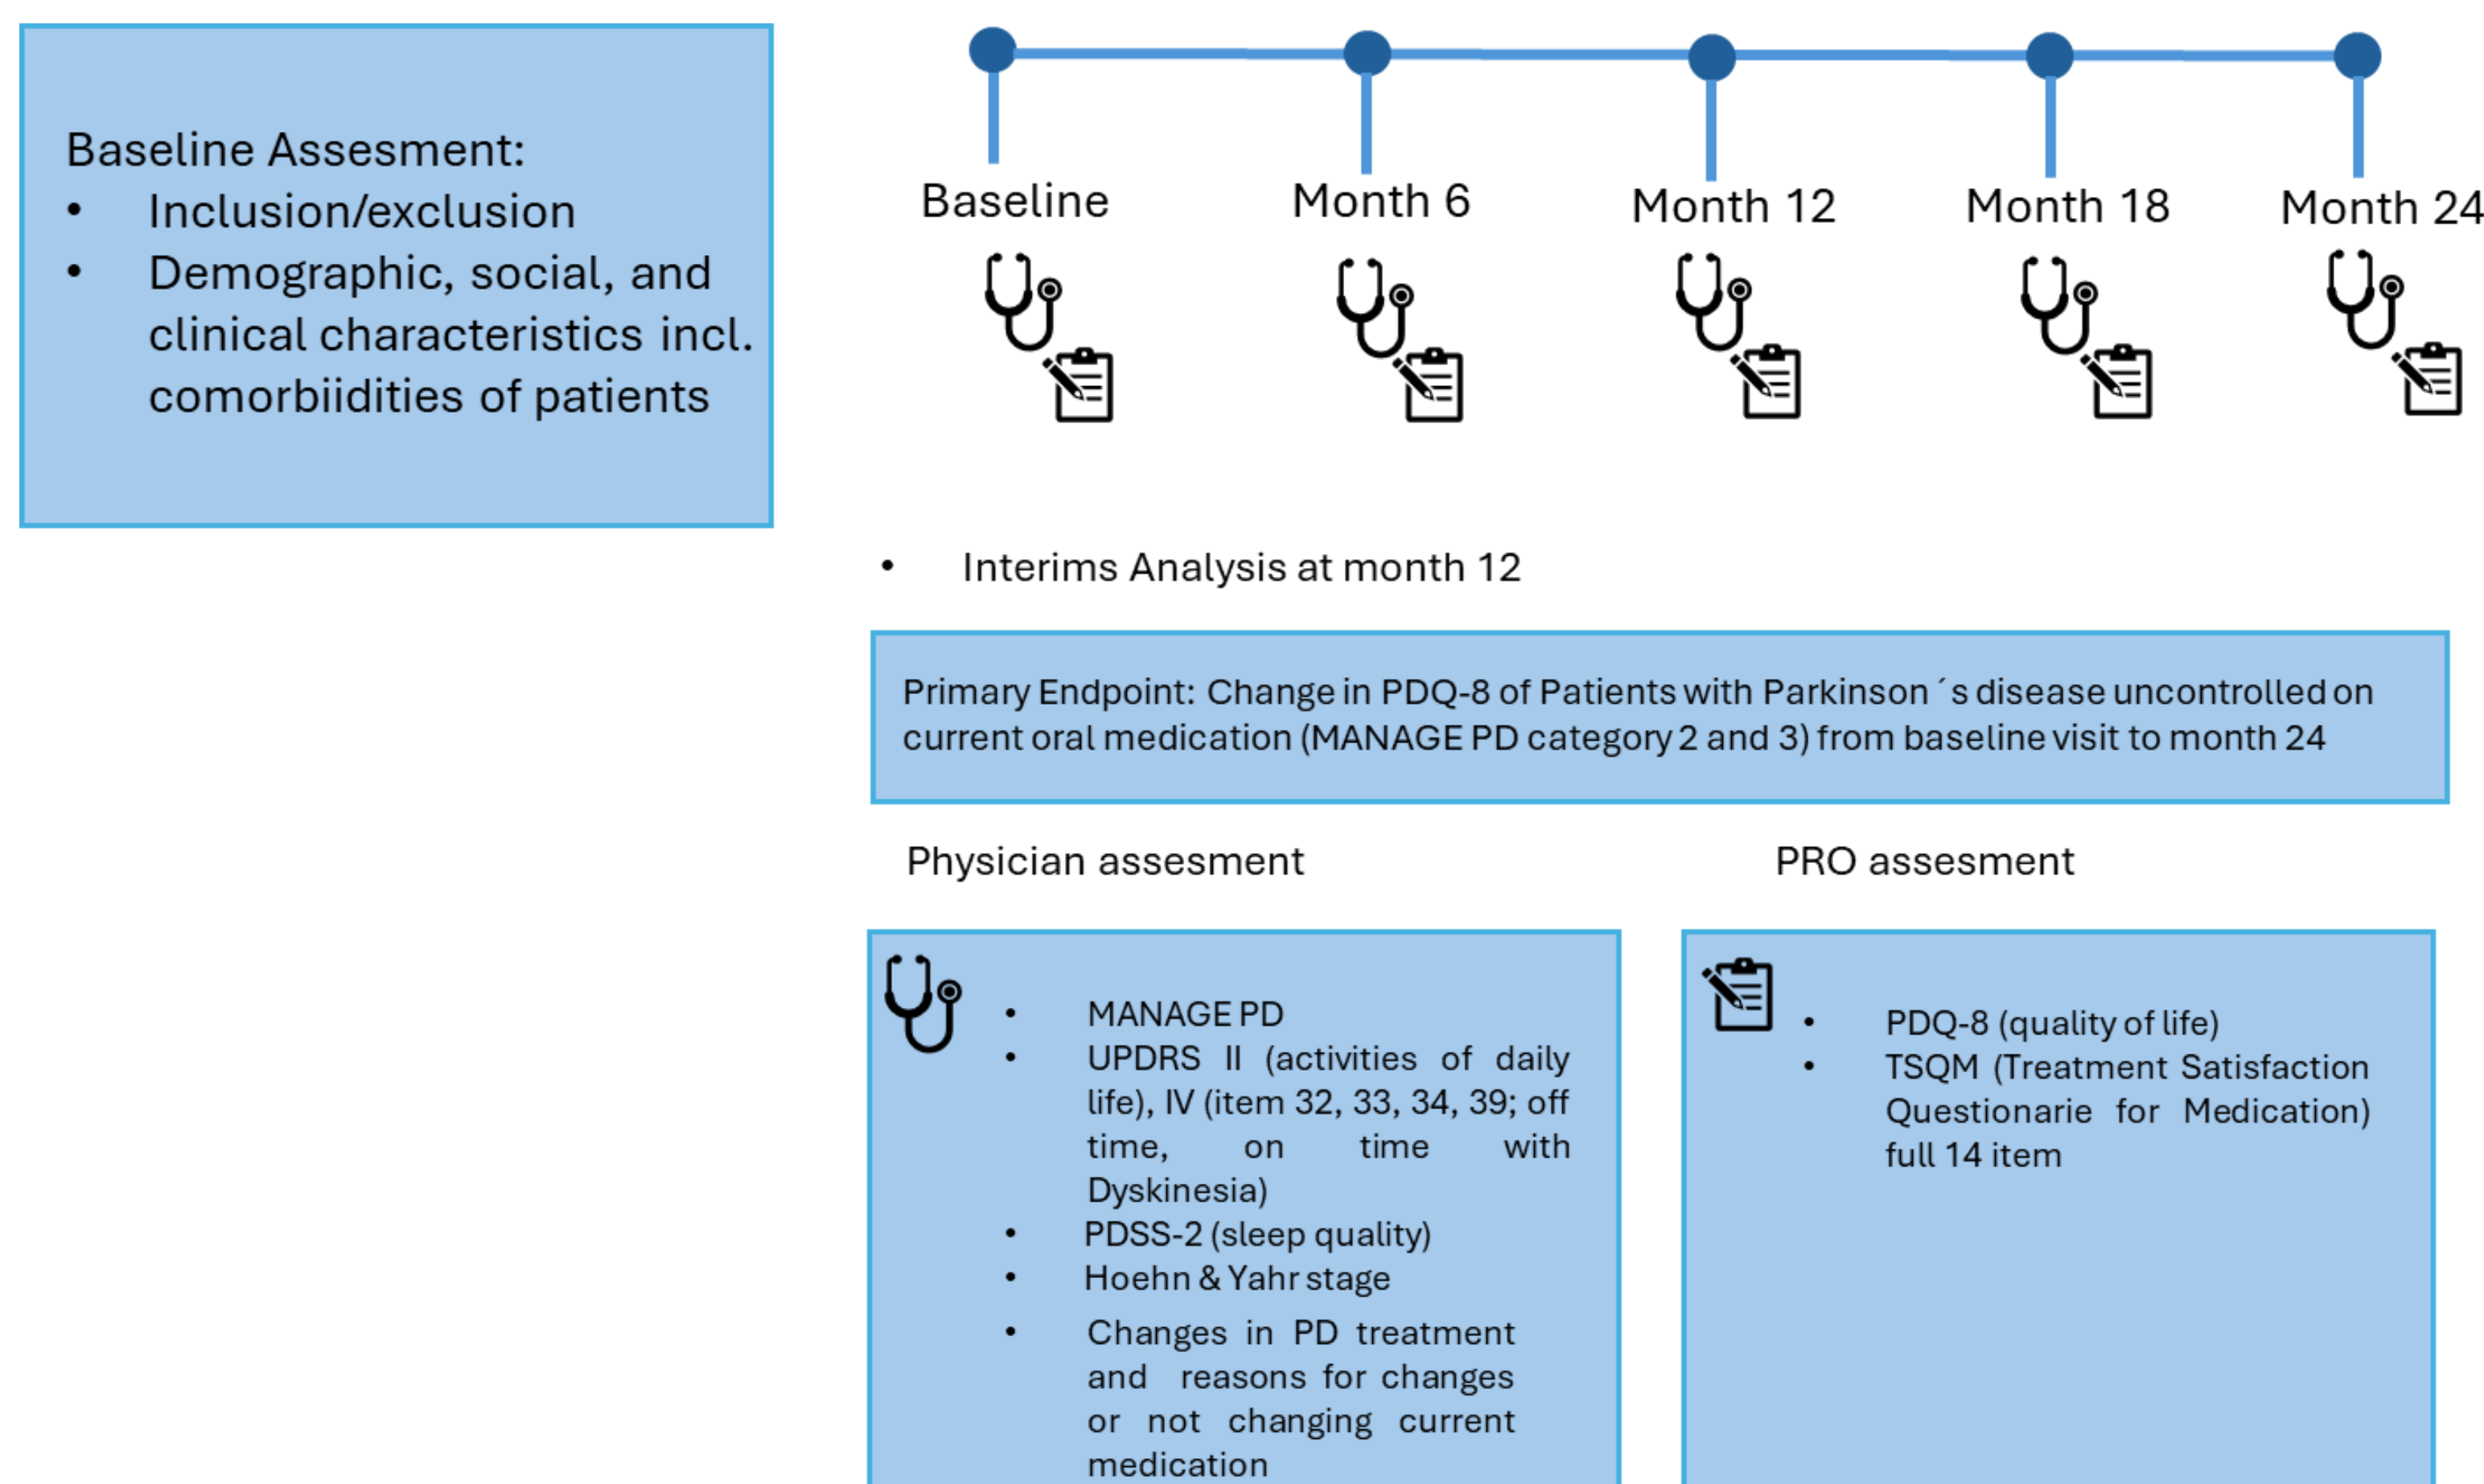 Baseline Assesment:
• Inclusion/exclusion
• Demographic, social, and
clinical characteristics incl.
comorbiidities of patients
Baseline
Month 6
Month 12
Month 18
Month 24
• Interims Analysis at month 12
Primary Endpoint: Change in PDQ-8 of Patients with Parkinson ´s disease uncontrolled on
current oral medication (MANAGE PD category 2 and 3) from baseline visit to month 24
Physician assesment
• MANAGE PD
• UPDRS II (activities of daily
life), IV (item 32, 33, 34, 39; off
time, on time with
Dyskinesia)
• PDSS-2 (sleep quality)
• Hoehn & Yahr stage
• Changes in PD treatment
and reasons for changes
or not changing current
medication
PRO assesment
• PDQ-8 (quality of life)
• TSQM (Treatment Satisfaction
Questionarie for Medication)
full 14 item